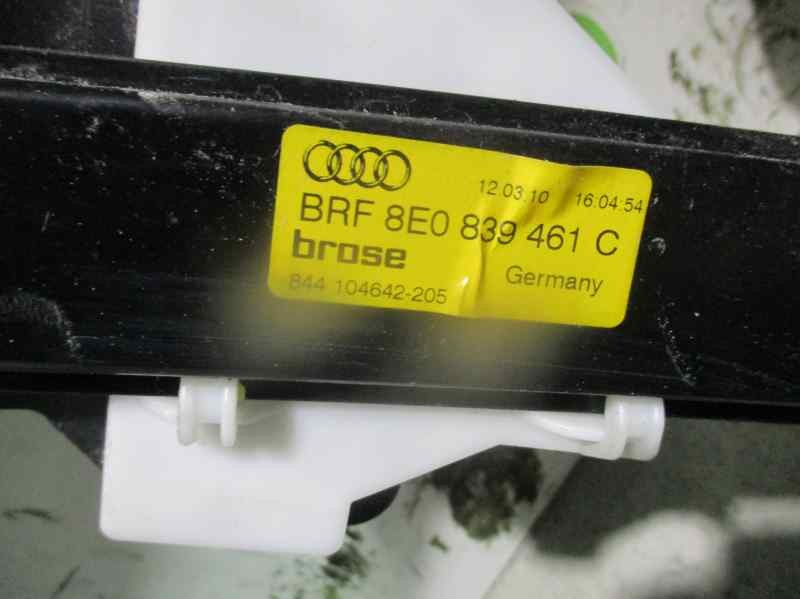 12.03.10 16:04:54
BRF 8E0 839 461 C
brose
844 104642-205 Germany